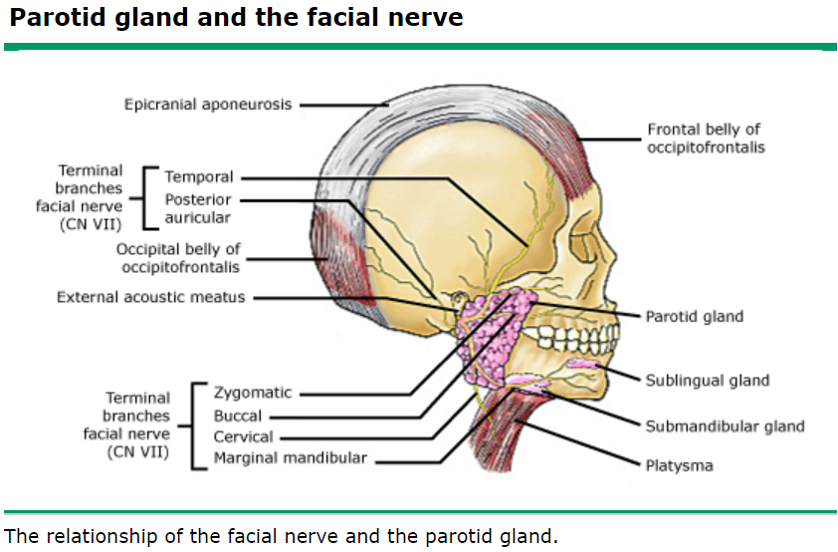 Parotid gland and the facial nerve
Epicranial aponeurosis
Frontal belly of
occipitofrontalis
Terminal
branches
facial nerve
(CN VII)
Temporal
Posterior
auricular
Occipital belly of
occipitofrontalis
External acoustic meatus
Parotid gland
Sublingual gland
Submandibular gland
Platysma
Terminal
branches
facial nerve
(CN VII)
Zygomatic
Buccal
Cervical
Marginal mandibular
The relationship of the facial nerve and the parotid gland.